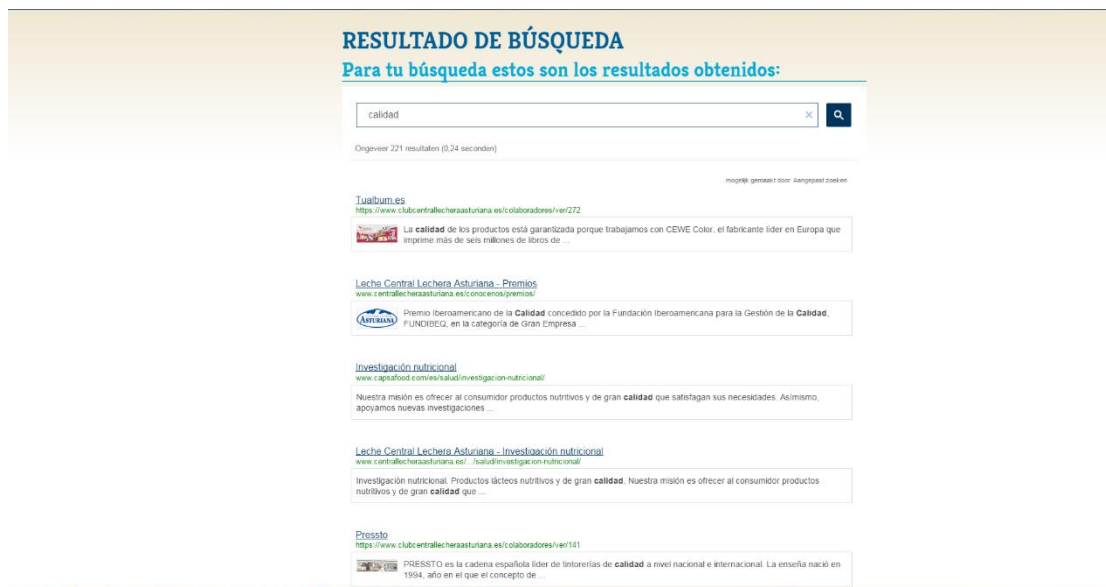 RESULTADO DE BÚSQUEDA
Para tu búsqueda estos son los resultados obtenidos:
calidad
Ongeveer 221 resultaten (0,24 seconden)
mogelijk gemaakt door Aangepast zoeken
Tualbum.es
https://www.clubcentrallecheraasturiana.es/colaboradores/ver/272
La calidad de los productos está garantizada porque trabajamos con CEWE Color, el fabricante líder en Europa que
imprime más de seis millones de libros de ...
Leche Central Lechera Asturiana - Premios
www.centrallecheraasturiana.es/conocenos/premios/
ASTURIANA
Premio Iberoamericano de la Calidad concedido por la Fundación Iberoamericana para la Gestión de la Calidad,
FUNDIBEQ, en la categoría de Gran Empresa ...
Investigación nutricional
www.capsafood.com/es/salud/investigacion-nutricional/
Nuestra misión es ofrecer al consumidor productos nutritivos y de gran calidad que satisfagan sus necesidades. Asímismo,
apoyamos nuevas investigaciones ...
Leche Central Lechera Asturiana - Investigación nutricional
www.centrallecheraasturiana.es/.../salud/investigacion-nutricional/
Investigación nutricional. Productos lácteos nutritivos y de gran calidad. Nuestra misión es ofrecer al consumidor productos
nutritivos y de gran calidad que ...
Pressto
https://www.clubcentrallecheraasturiana.es/colaboradores/ver/141
PRESSTO es la cadena española líder de tintorerías de calidad a nivel nacional e internacional. La enseña nació en
1994, año en el que el concepto de ...